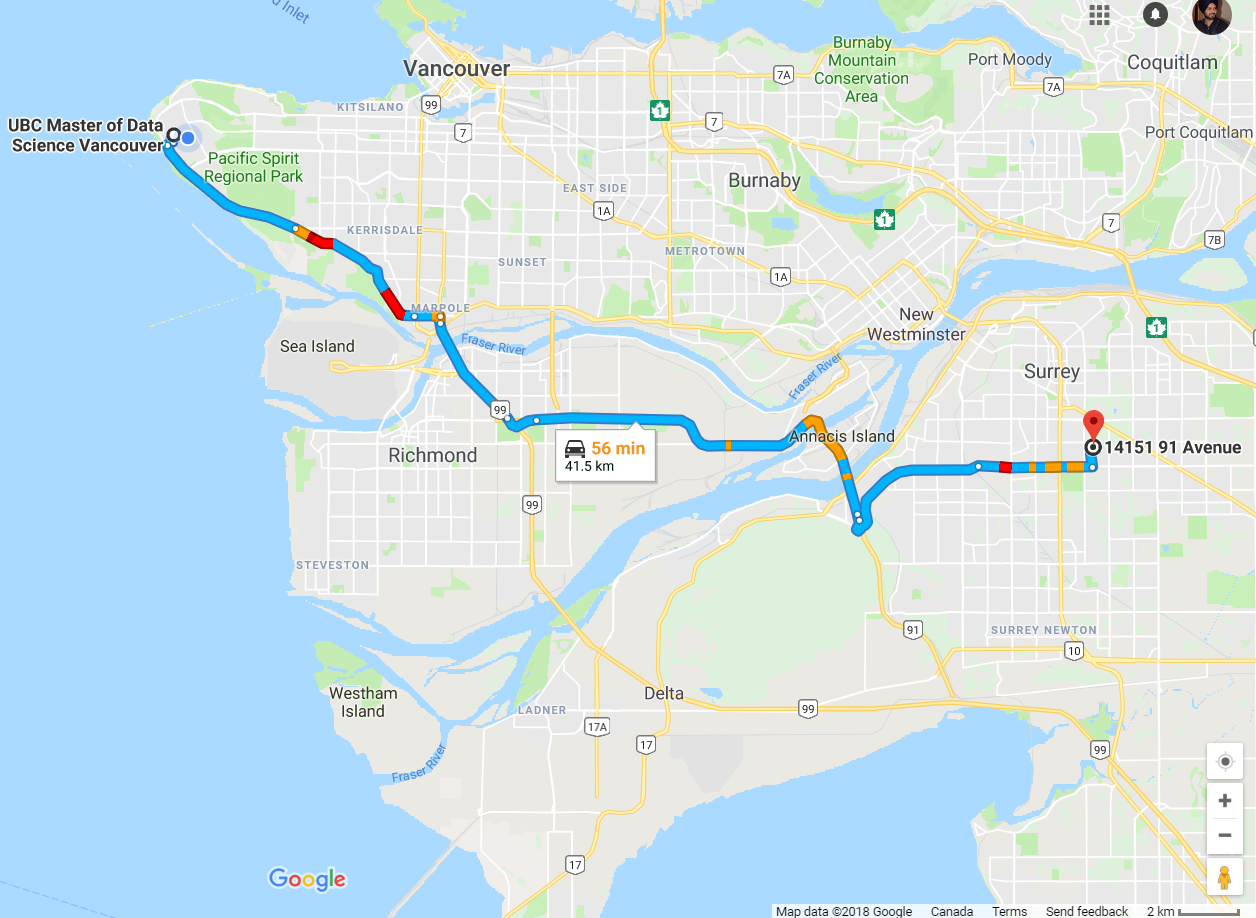 d Inlet
Vancouver
Burnaby
Mountain
Conservation
Area
Port Moody
Coquitlam
7A
7A
KITSILANO
99
1
7
7
UBC Master of Data
Science Vancouver
Port Coquitlam
Pacific Spirit
Regional Park
Burnaby
EAST SIDE
1A
1
7
KERRISDALE
7B
SUNSET
METROTOWN
1A
MARPOLE
New
Westminster
1
Sea Island
Fraser River
Fraser River
Surrey
99
Annacis Island
14151 91 Avenue
Richmond
56 min
41.5 km
99
STEVESTON
91
SURREY NEWTON
10
Westham
Island
Delta
LADNER
99
17A
17
99
Fraser River
17
Google
Map data ©2018 Google
Canada
Terms
Send feedback
2 km